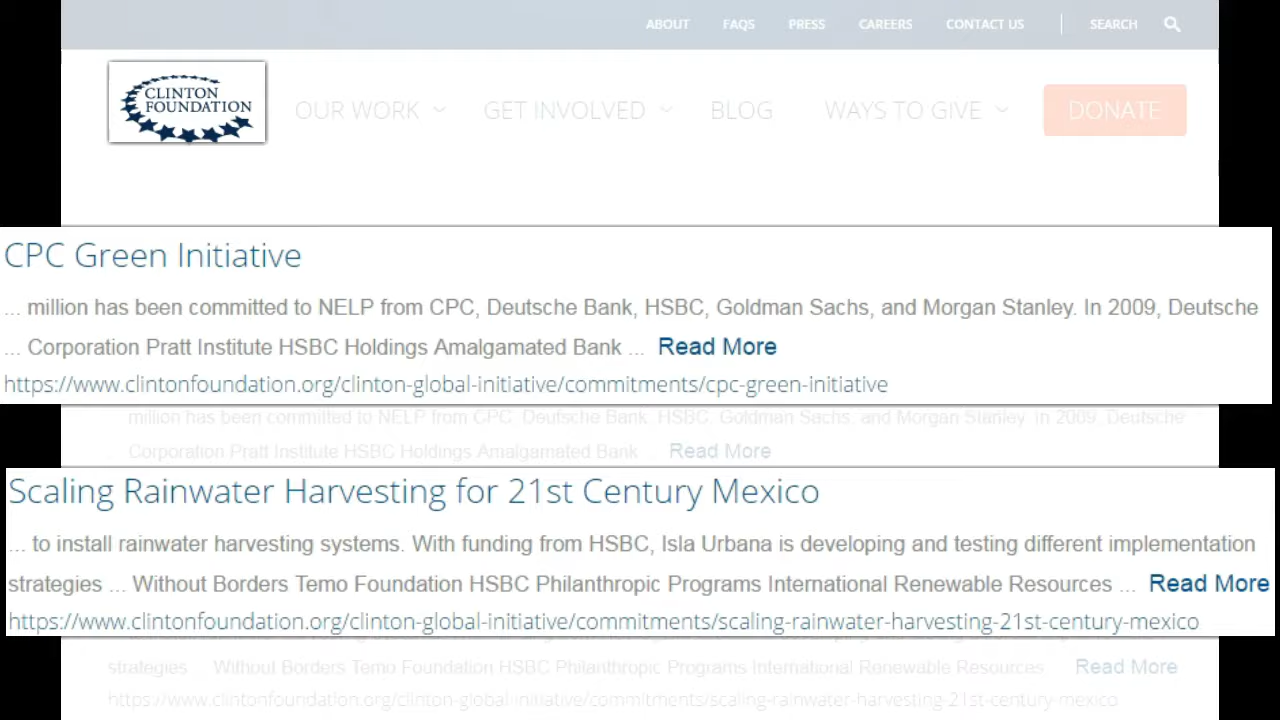 ABOUT FAQS PRESS CAREERS CONTACT US SEARCH
CLINTON
FOUNDATION
OUR WORK GET INVOLVED BLOG WAYS TO GIVE DONATE
CPC Green Initiative
... million has been committed to NELP from CPC, Deutsche Bank, HSBC, Goldman Sachs, and Morgan Stanley. In 2009, Deutsche
... Corporation Pratt Institute HSBC Holdings Amalgamated Bank ... Read More
https://www.clintonfoundation.org/clinton-global-initiative/commitments/cpc-green-initiative
million has been committed to NELP from CPC, Deutsche Bank, HSBC, Goldman Sachs, and Morgan Stanley. In 2009, Deutsche
Corporation Pratt Institute HSBC Holdings Amalgamated Bank ... Read More
Scaling Rainwater Harvesting for 21st Century Mexico
... to install rainwater harvesting systems. With funding from HSBC, Isla Urbana is developing and testing different implementation
strategies ... Without Borders Temo Foundation HSBC Philanthropic Programs International Renewable Resources ... Read More
https://www.clintonfoundation.org/clinton-global-initiative/commitments/scaling-rainwater-harvesting-21st-century-mexico
strategies Without Borders Temo Foundation HSBC Philanthropic Programs International Renewable Resources Read More
https://www.clintonfoundation.org/clinton-global-initiative/commitments/scaling-rainwater-harvesting-21st-century-mexico